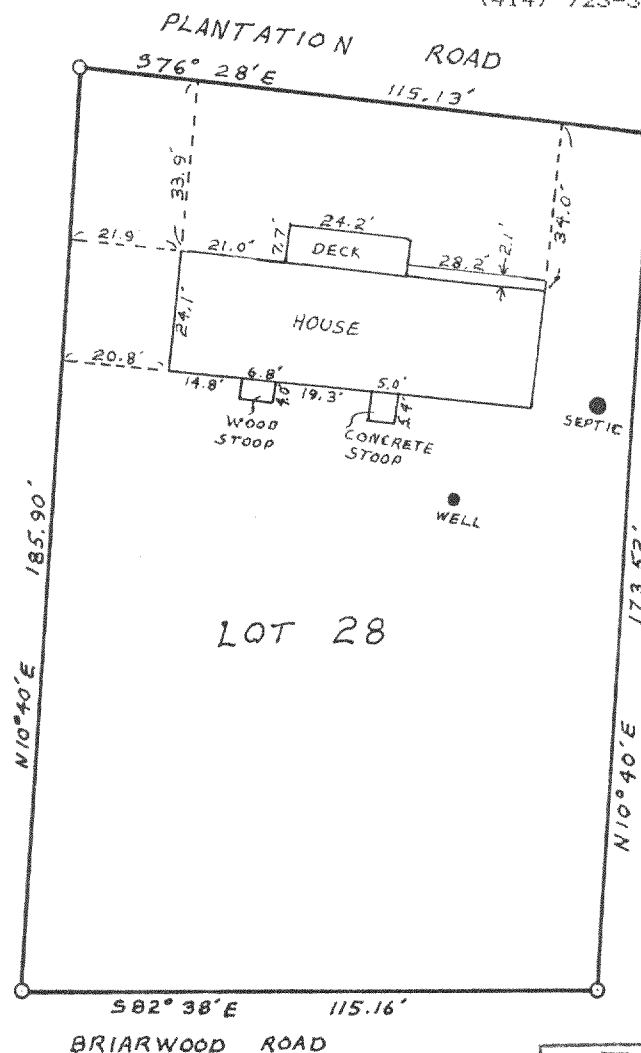 PLANTATION ROAD
S76° 28'E 115.13'
33.9'
34.0'
21.9'
21.0'
7.7'
24.2'
DECK
28.2'
2.1'
24.1'
HOUSE
20.8'
14.8'
6.8'
4.0'
19.3'
5.0'
5.4'
WOOD
STOOP
CONCRETE
STOOP
SEPTIC
WELL
185.90'
N10°40'E
LOT 28
N10°40'E
S82°38'E 115.16'
BRIARWOOD ROAD